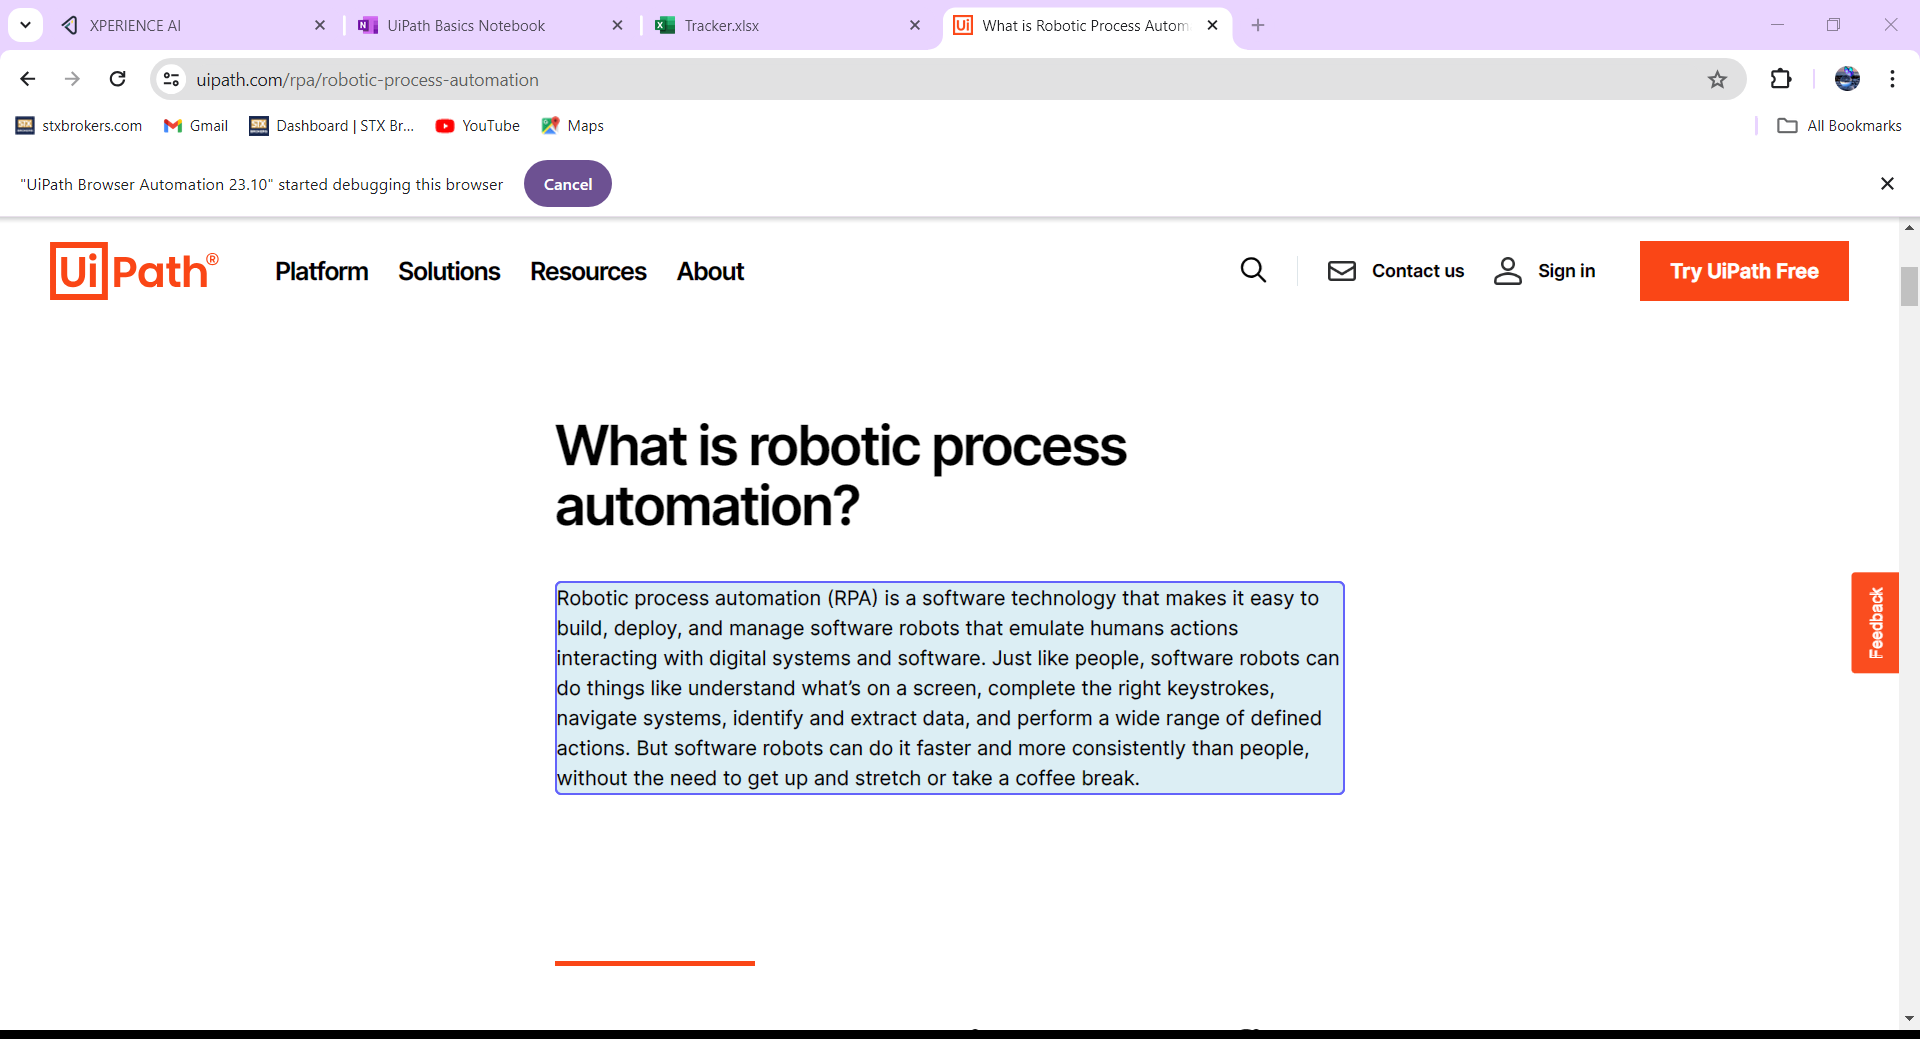 XPERIENCE AI
UiPath Basics Notebook
Tracker.xlsx
What is Robotic Process Autom
uipath.com/rpa/robotic-process-automation
stxbrokers.com
Gmail
Dashboard | STX Br...
YouTube
Maps
All Bookmarks
"UiPath Browser Automation 23.10" started debugging this browser
Cancel
UiPath®
Platform
Solutions
Resources
About
Contact us
Sign in
Try UiPath Free
What is robotic process
automation?
Robotic process automation (RPA) is a software technology that makes it easy to
build, deploy, and manage software robots that emulate humans actions
interacting with digital systems and software. Just like people, software robots can
do things like understand what’s on a screen, complete the right keystrokes,
navigate systems, identify and extract data, and perform a wide range of defined
actions. But software robots can do it faster and more consistently than people,
without the need to get up and stretch or take a coffee break.
Feedback